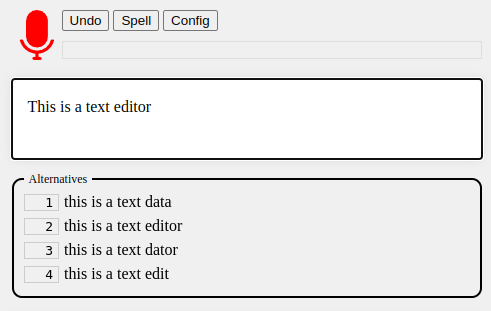 Undo Spell Config
This is a text editor
Alternatives
1 this is a text data
2 this is a text editor
3 this is a text dator
4 this is a text edit